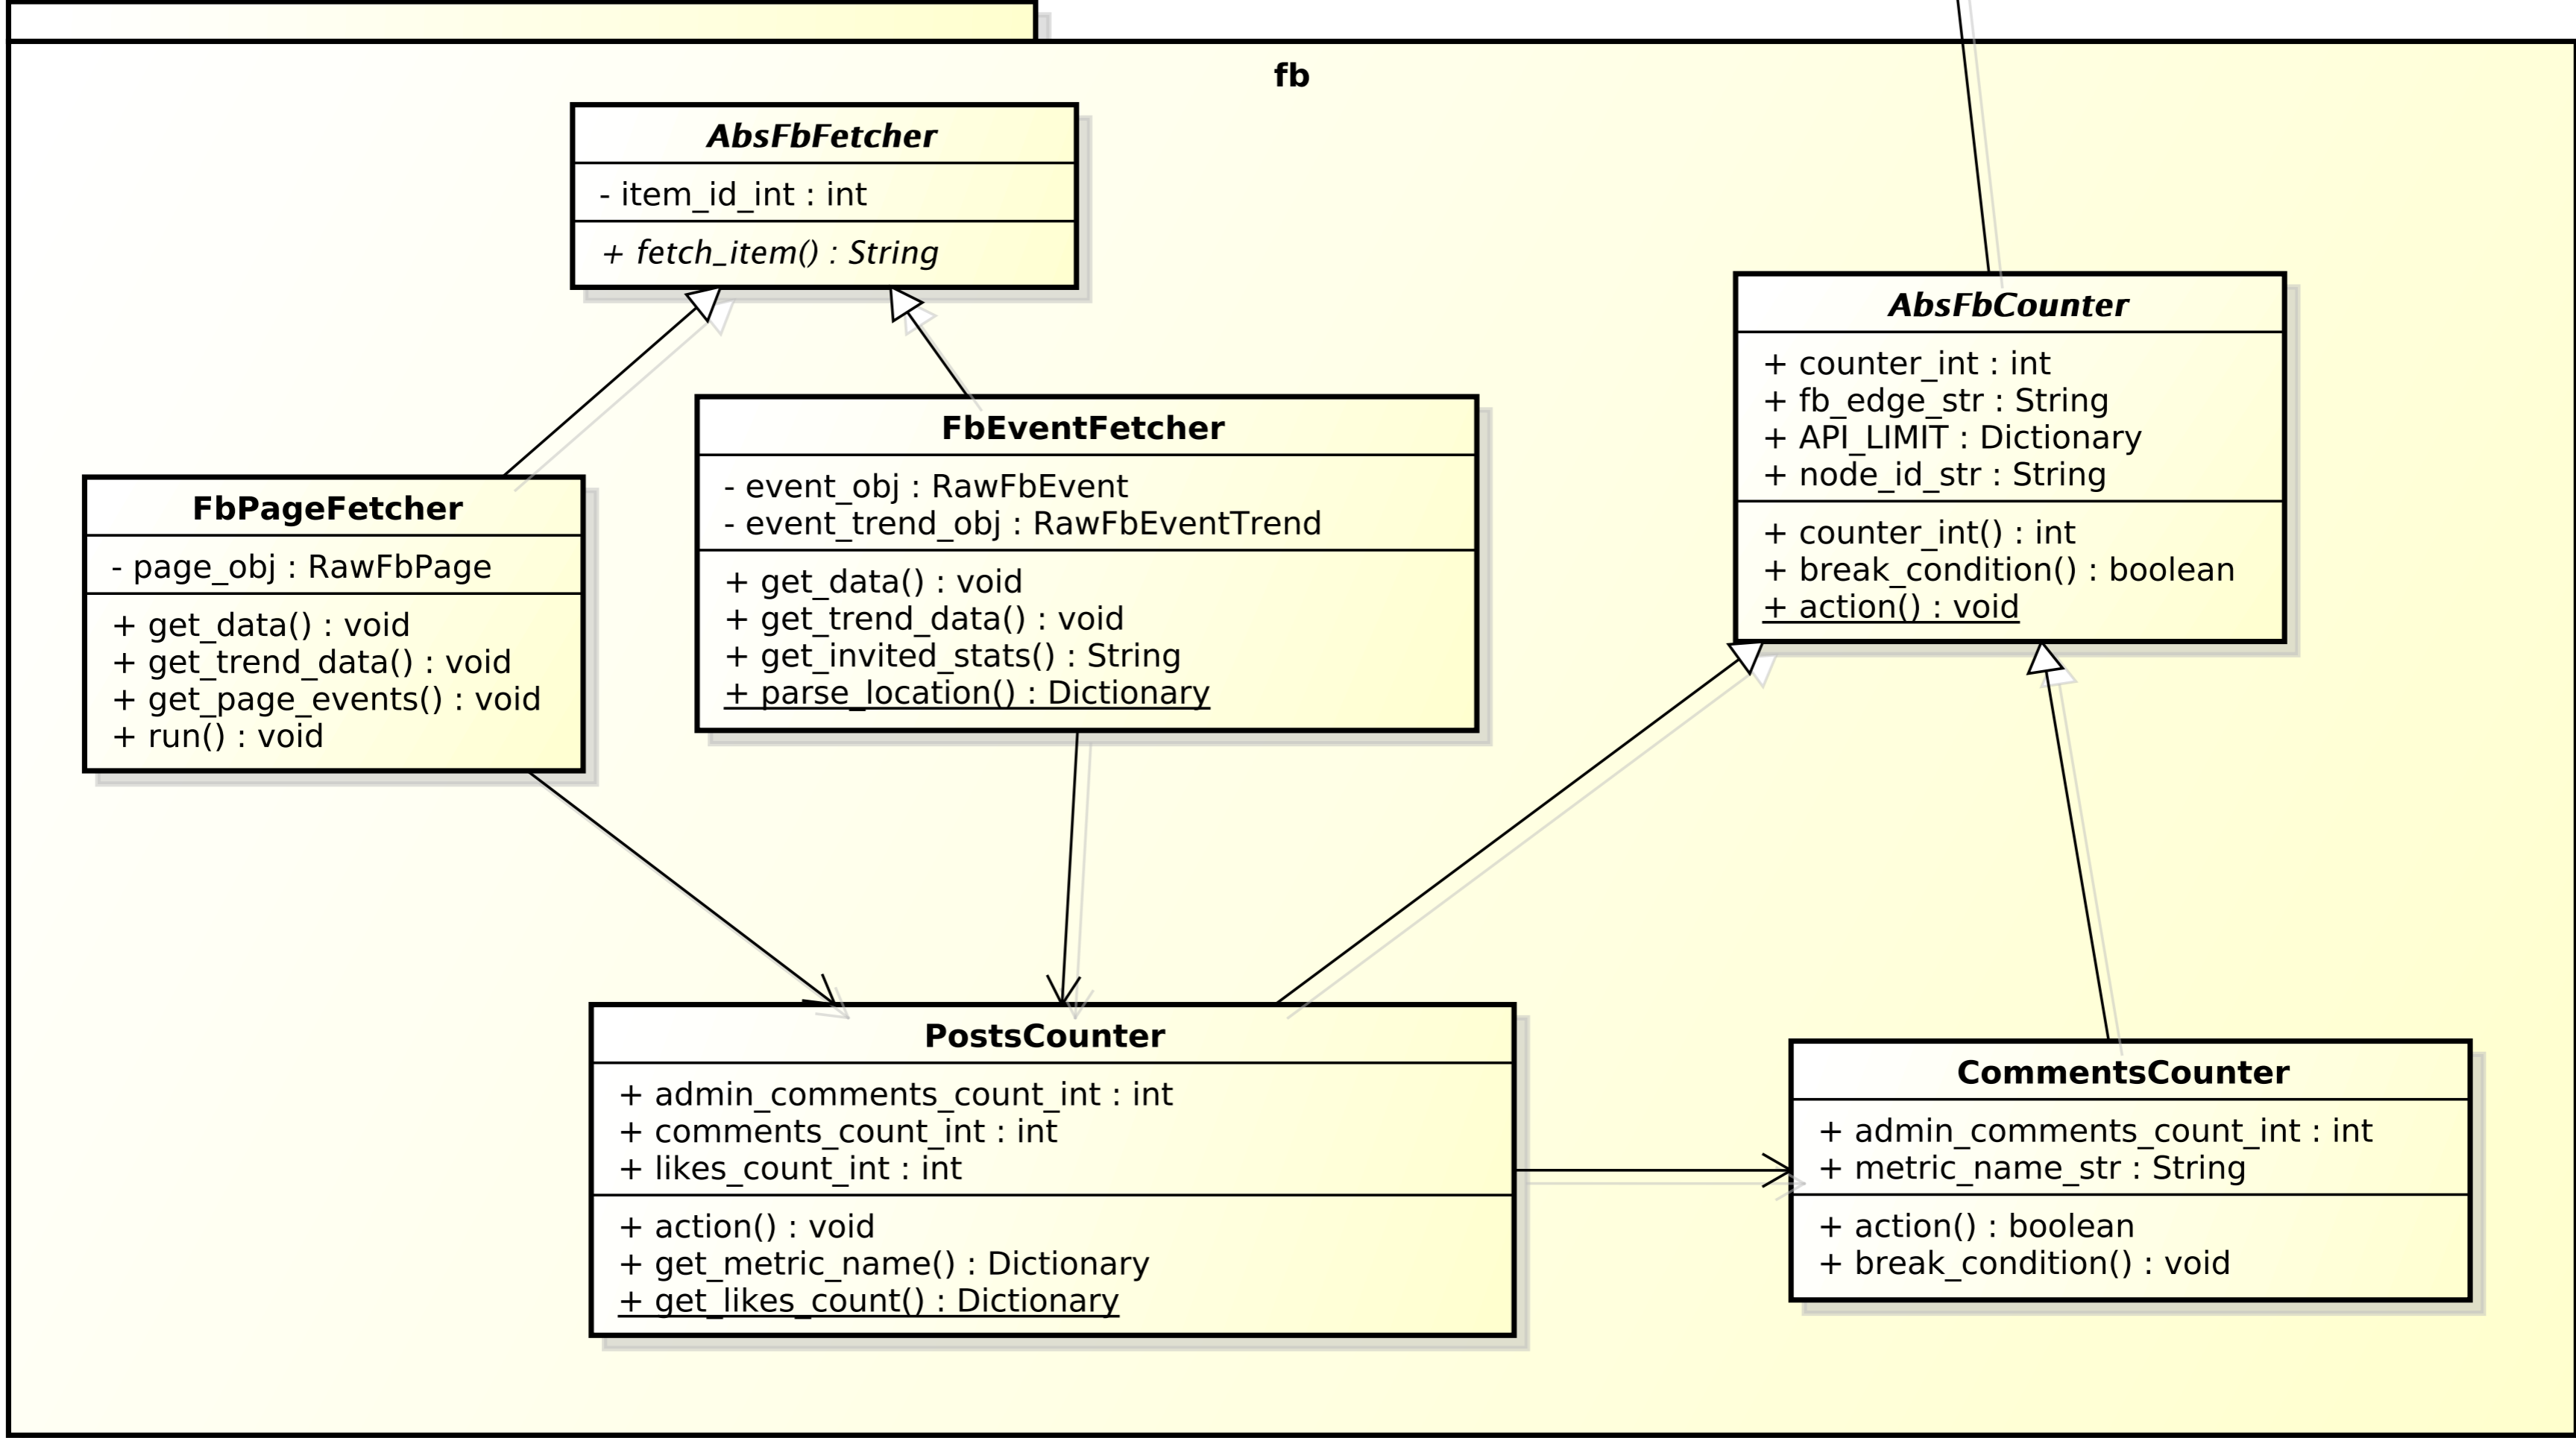 fb
AbsFbFetcher
- item_id_int : int
+ fetch_item() : String
AbsFbCounter
+ counter_int : int
+ fb_edge_str : String
+ API_LIMIT : Dictionary
+ node_id_str : String
+ counter_int() : int
+ break_condition() : boolean
+ action() : void
FbEventFetcher
- event_obj : RawFbEvent
- event_trend_obj : RawFbEventTrend
+ get_data() : void
+ get_trend_data() : void
+ get_invited_stats() : String
+ parse_location() : Dictionary
FbPageFetcher
- page_obj : RawFbPage
+ get_data() : void
+ get_trend_data() : void
+ get_page_events() : void
+ run() : void
PostsCounter
+ admin_comments_count_int : int
+ comments_count_int : int
+ likes_count_int : int
+ action() : void
+ get_metric_name() : Dictionary
+ get_likes_count() : Dictionary
CommentsCounter
+ admin_comments_count_int : int
+ metric_name_str : String
+ action() : boolean
+ break_condition() : void